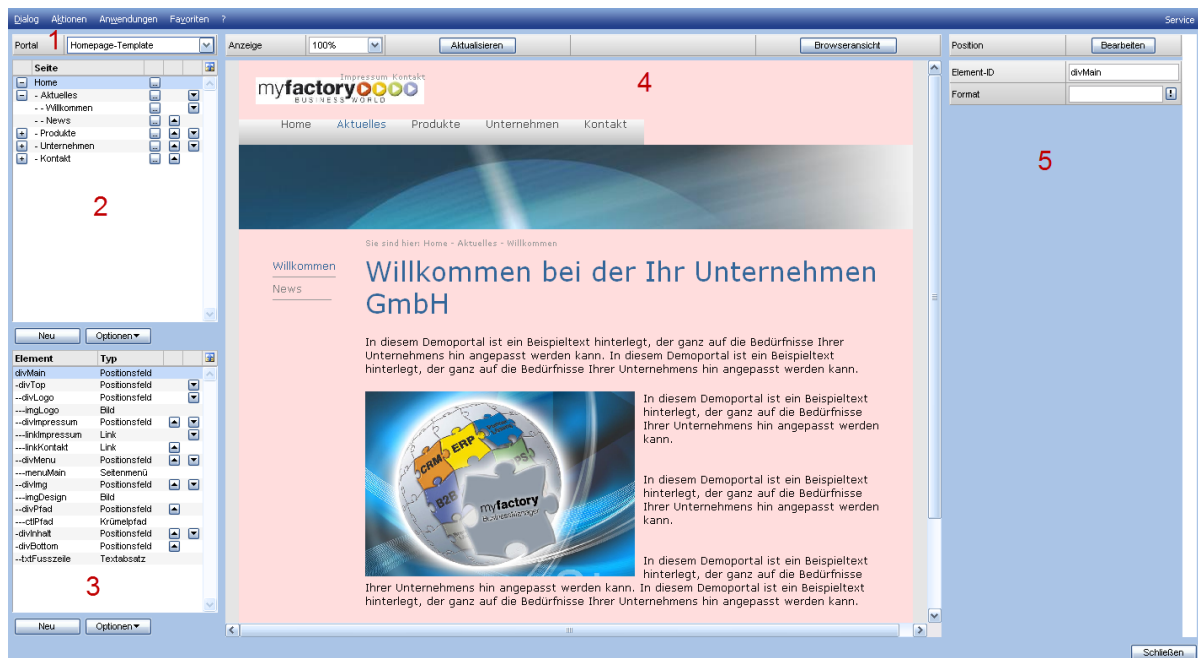 Dialog Aktionen Anwendungen Favoriten ? Service
Portal 1 Homepage-Template
Anzeige 100% Aktualisieren Browseransicht
Position Bearbeiten
Seite
Home
- Aktuelles
- - Willkommen
- - News
- Produkte
- Unternehmen
- Kontakt
2
Neu Optionen
Element Typ
divMain Positionsfeld
-divTop Positionsfeld
--divLogo Positionsfeld
---imgLogo Bild
--divImpressum Positionsfeld
---linkImpressum Link
---linkKontakt Link
--divMenu Positionsfeld
---menuMain Seitenmenü
--divImg Positionsfeld
---imgDesign Bild
--divPfad Positionsfeld
---ctlPfad Krümelpfad
-divInhalt Positionsfeld
-divBottom Positionsfeld
--txtFusszeile Textabsatz
3
Neu Optionen
Impressum Kontakt
myfactory
BUSINESS WORLD
4
Home Aktuelles Produkte Unternehmen Kontakt
Sie sind hier: Home - Aktuelles - Willkommen
Willkommen
News
Willkommen bei der Ihr Unternehmen
GmbH
In diesem Demoportal ist ein Beispieltext hinterlegt, der ganz auf die Bedürfnisse Ihrer
Unternehmens hin angepasst werden kann. In diesem Demoportal ist ein Beispieltext
hinterlegt, der ganz auf die Bedürfnisse Ihrer Unternehmens hin angepasst werden kann.
CRM ERP
B2B PPS
myfactory
BusinessManager
In diesem Demoportal ist ein Beispieltext
hinterlegt, der ganz auf die Bedürfnisse
Ihrer Unternehmens hin angepasst werden
kann.
In diesem Demoportal ist ein Beispieltext
hinterlegt, der ganz auf die Bedürfnisse
Ihrer Unternehmens hin angepasst werden
kann.
In diesem Demoportal ist ein Beispieltext
hinterlegt, der ganz auf die Bedürfnisse
Ihrer Unternehmens hin angepasst werden kann. In diesem Demoportal ist ein Beispieltext
hinterlegt, der ganz auf die Bedürfnisse Ihrer Unternehmens hin angepasst werden kann.
Element-ID divMain
Format
5
Schließen